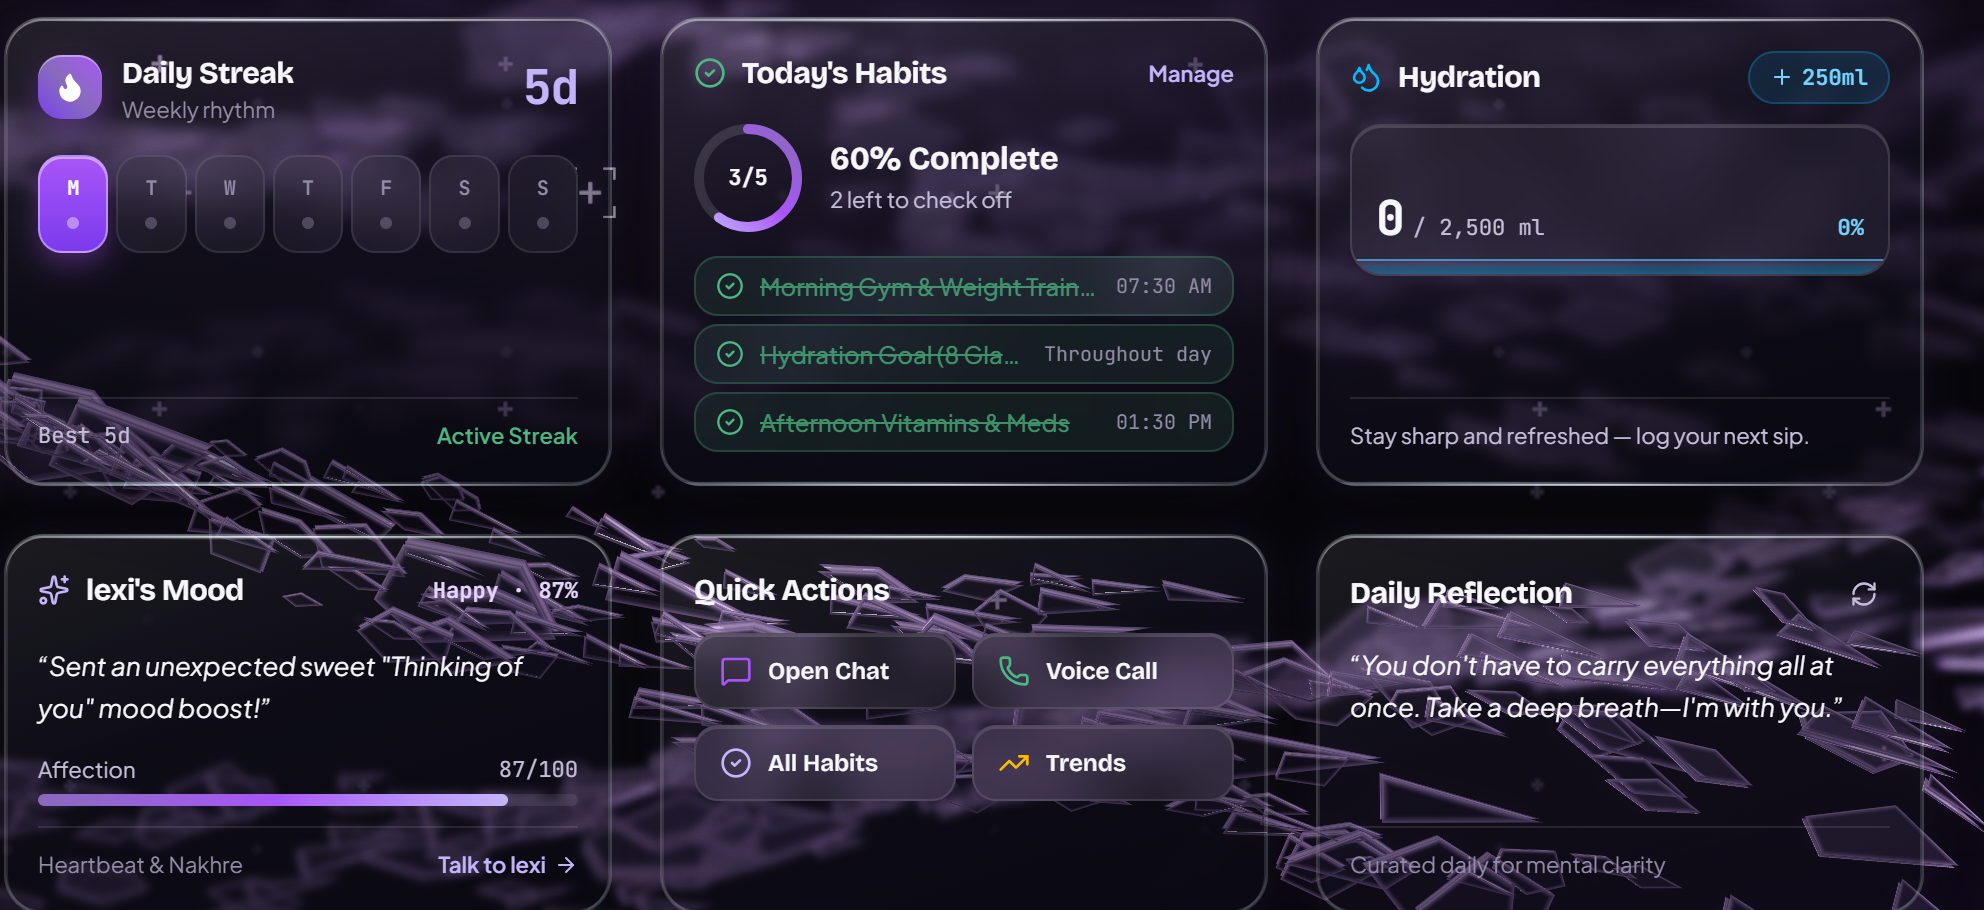 Daily Streak
Weekly rhythm
5d
M T W T F S S
Best 5d
Active Streak
Today's Habits
Manage
3/5
60% Complete
2 left to check off
Morning Gym & Weight Train... 07:30 AM
Hydration Goal (8 Gla... Throughout day
Afternoon Vitamins & Meds 01:30 PM
Hydration
+ 250ml
0 / 2,500 ml
0%
Stay sharp and refreshed — log your next sip.
lexi's Mood
Happy · 87%
“Sent an unexpected sweet "Thinking of
you" mood boost!”
Affection 87/100
Heartbeat & Nakhre
Talk to lexi →
Quick Actions
Open Chat
Voice Call
All Habits
Trends
Daily Reflection
“You don't have to carry everything all at
once. Take a deep breath—I'm with you.”
Curated daily for mental clarity